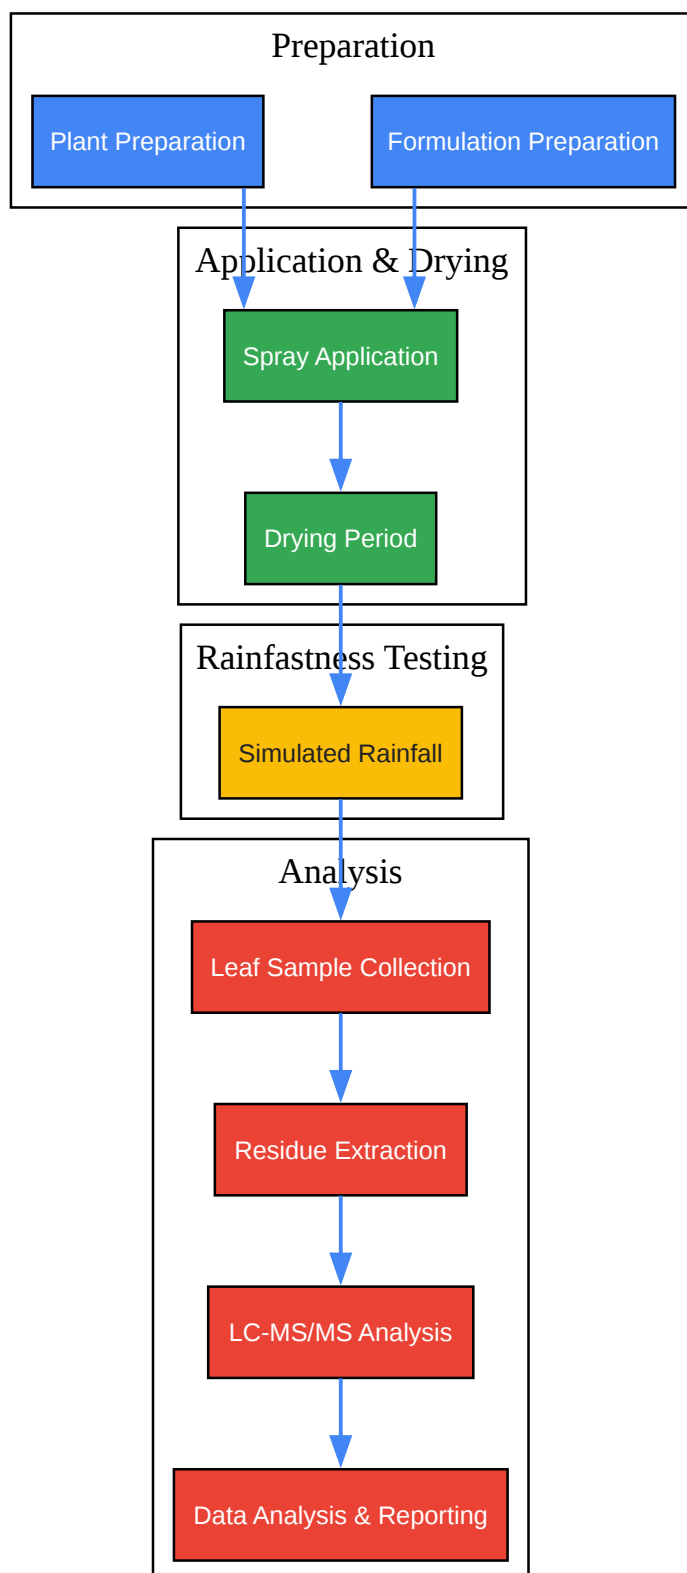 Preparation
Plant Preparation
Formulation Preparation
Application & Drying
Spray Application
Drying Period
Rainfastness Testing
Simulated Rainfall
Analysis
Leaf Sample Collection
Residue Extraction
LC-MS/MS Analysis
Data Analysis & Reporting